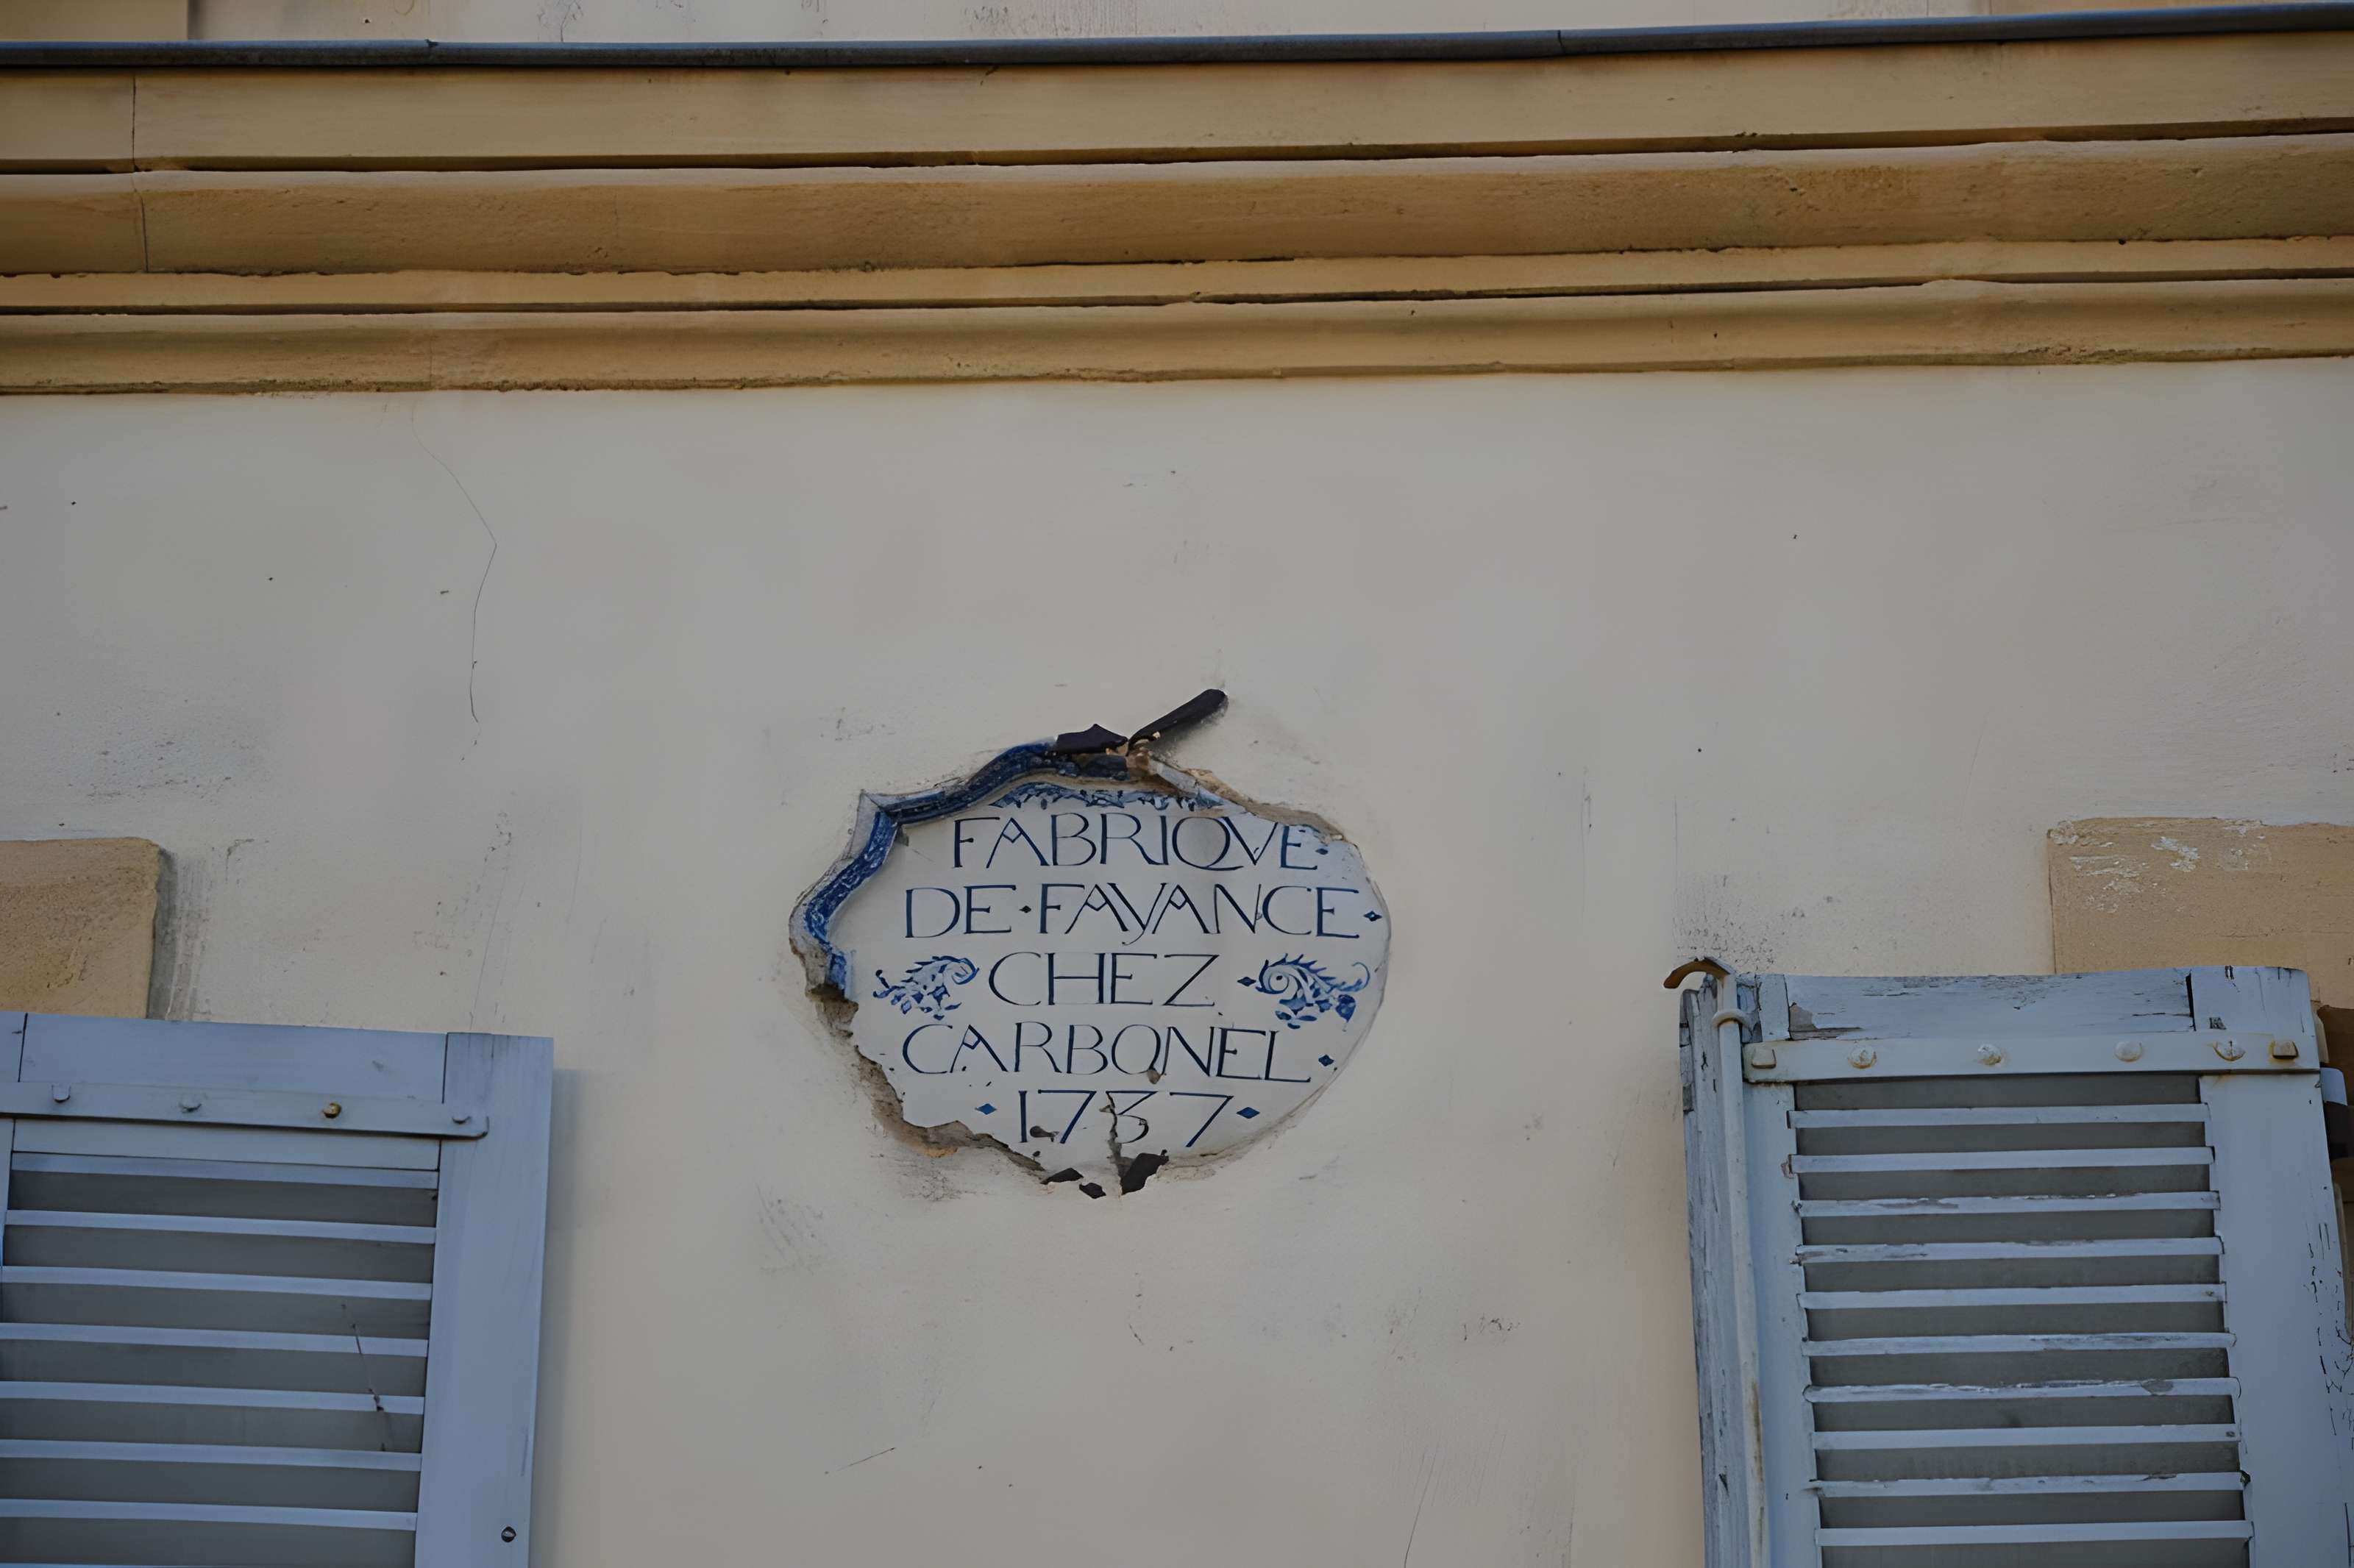 FABRIQVE·
DE·FAYANCE·
·CHEZ·
CARBONEL·
·1737·